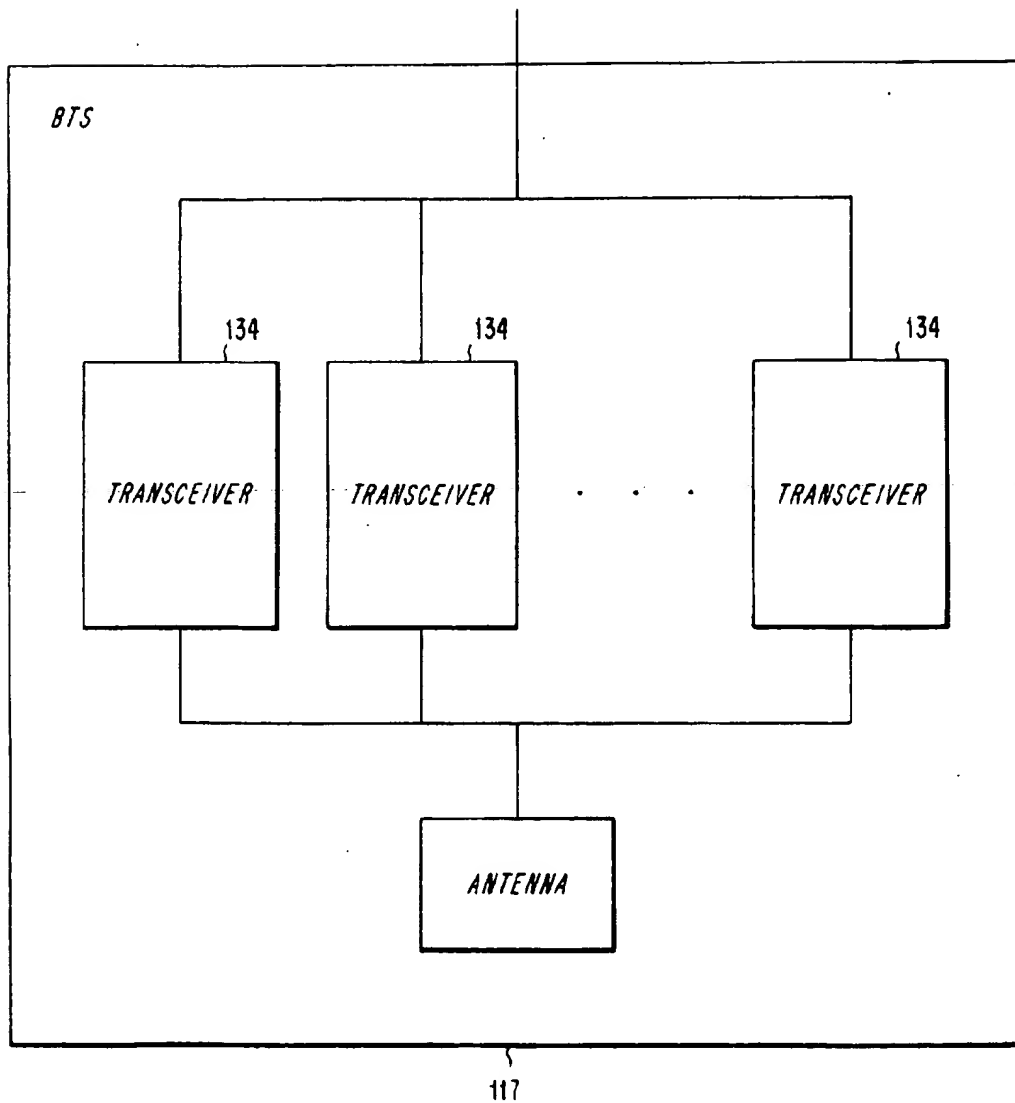 BTS
134 134 134
TRANSCEIVER TRANSCEIVER . . . TRANSCEIVER
ANTENNA
117